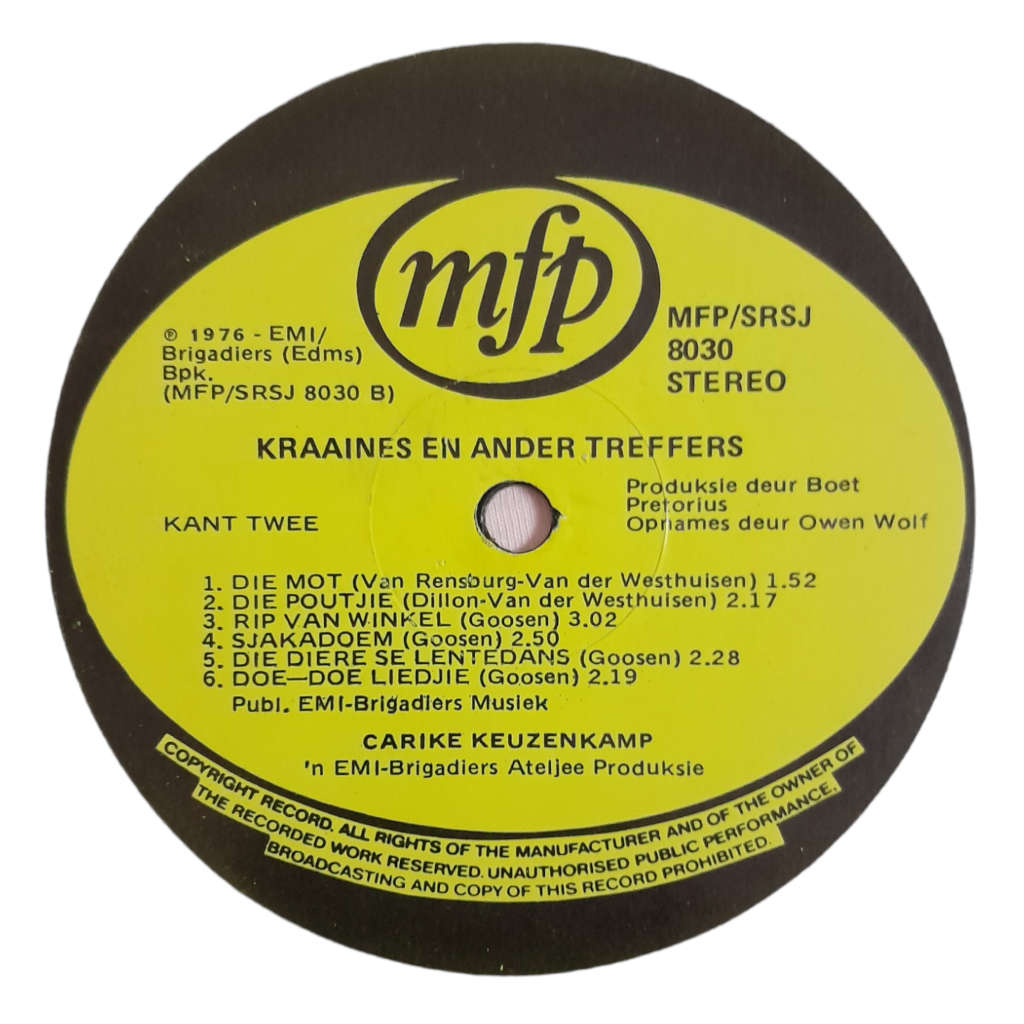 mfp
℗ 1976 - EMI/
Brigadiers (Edms)
Bpk.
(MFP/SRSJ 8030 B)
MFP/SRSJ
8030
STEREO
KRAAINES EN ANDER TREFFERS
KANT TWEE
Produksie deur Boet
Pretorius
Opnames deur Owen Wolf
1. DIE MOT (Van Rensburg-Van der Westhuisen) 1.52
2. DIE POUTJIE (Dillon-Van der Westhuisen) 2.17
3. RIP VAN WINKEL (Goosen) 3.02
4. SJAKADOEM (Goosen) 2.50
5. DIE DIERE SE LENTEDANS (Goosen) 2.28
6. DOE—DOE LIEDJIE (Goosen) 2.19
Publ. EMI-Brigadiers Musiek
CARIKE KEUZENKAMP
'n EMI-Brigadiers Ateljee Produksie
COPYRIGHT RECORD. ALL RIGHTS OF THE MANUFACTURER AND OF THE OWNER OF
THE RECORDED WORK RESERVED. UNAUTHORISED PUBLIC PERFORMANCE,
BROADCASTING AND COPY OF THIS RECORD PROHIBITED.